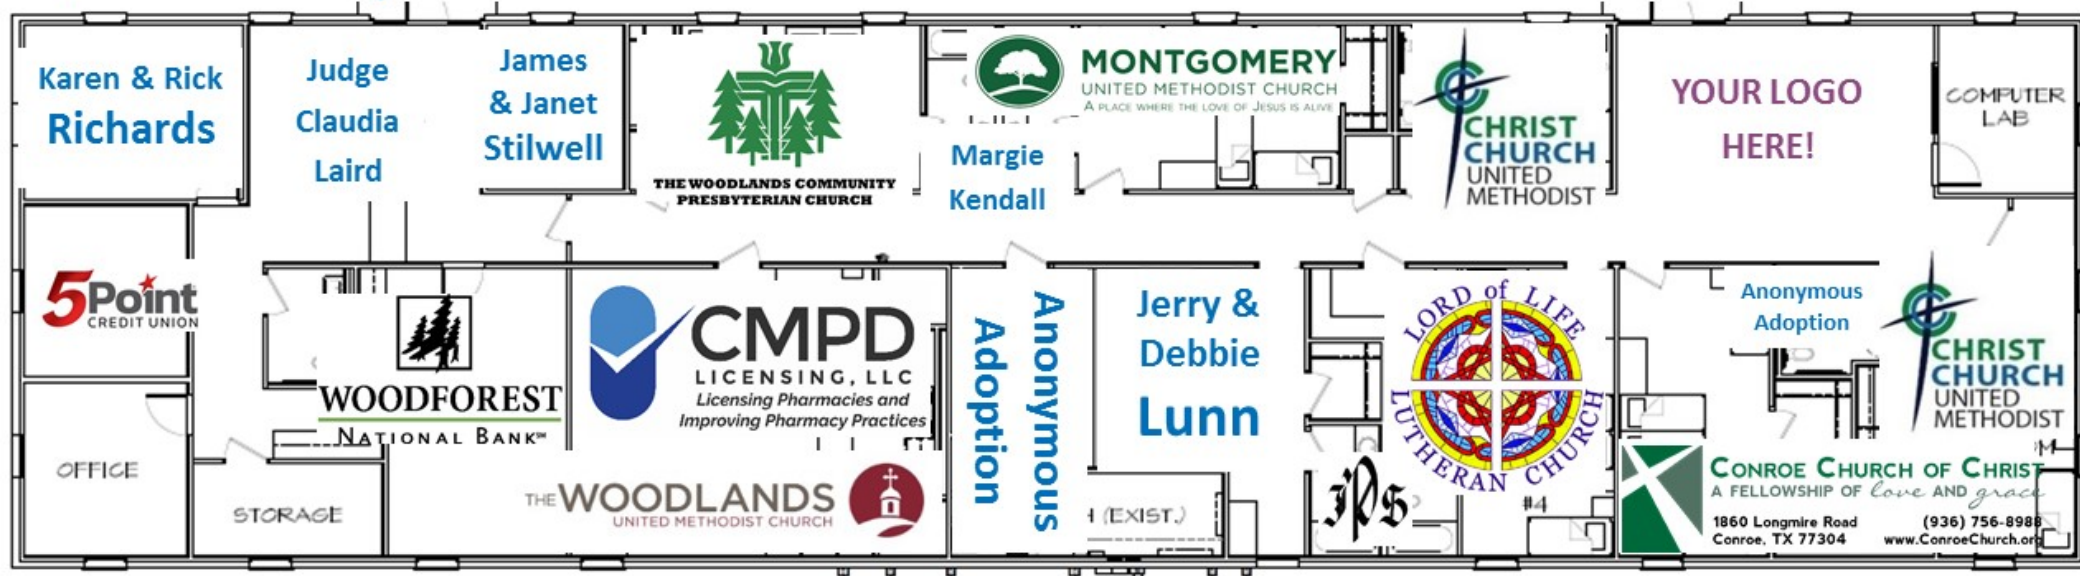 Karen & Rick
Richards
Judge
Claudia
Laird
James
& Janet
Stilwell
THE WOODLANDS COMMUNITY
PRESBYTERIAN CHURCH
MONTGOMERY
UNITED METHODIST CHURCH
A PLACE WHERE THE LOVE OF JESUS IS ALIVE
Margie
Kendall
CHRIST
CHURCH
UNITED
METHODIST
YOUR LOGO
HERE!
COMPUTER
LAB
5Point
CREDIT UNION
WOODFOREST
NATIONAL BANK℠
CMPD
LICENSING, LLC
Licensing Pharmacies and
Improving Pharmacy Practices
Anonymous
Adoption
Jerry &
Debbie
Lunn
LORD of LIFE
LUTHERAN CHURCH
Anonymous
Adoption
CHRIST
CHURCH
UNITED
METHODIST
OFFICE
STORAGE
THE WOODLANDS
UNITED METHODIST CHURCH
(EXIST.)
#4
CONROE CHURCH OF CHRIST
A FELLOWSHIP OF love AND grace
1860 Longmire Road
Conroe, TX 77304
(936) 756-8988
www.ConroeChurch.org